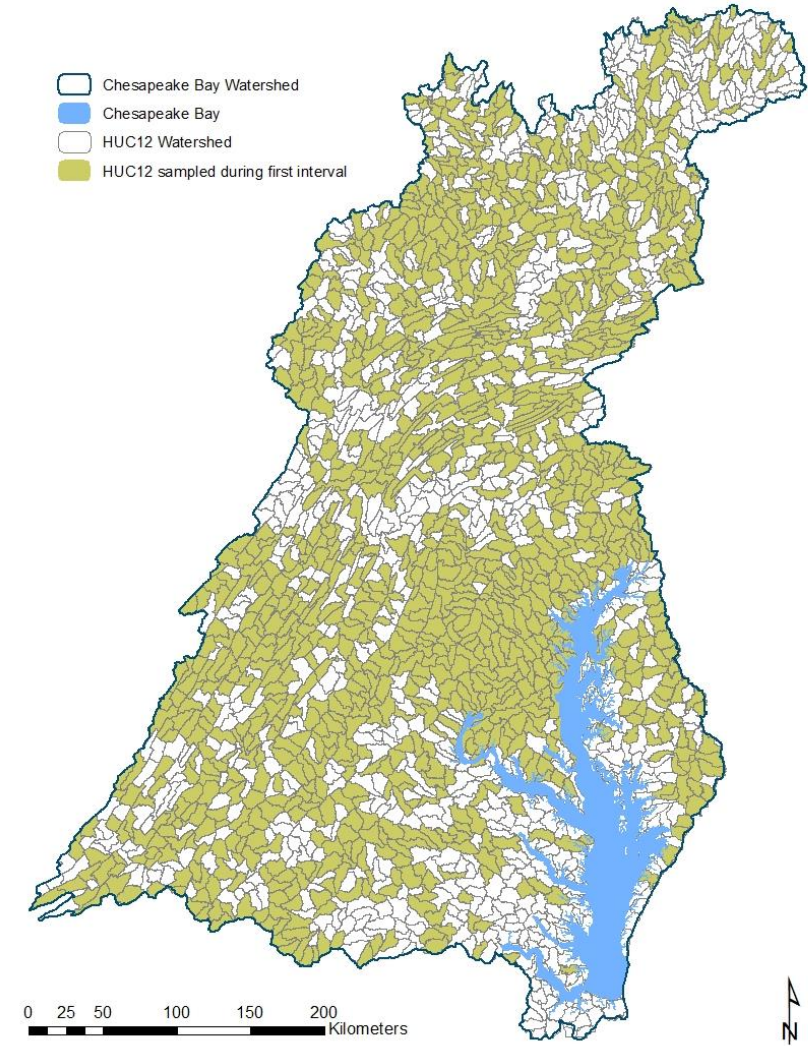 Chesapeake Bay Watershed
Chesapeake Bay
HUC12 Watershed
HUC12 sampled during first interval
0 25 50 100 150 200
Kilometers
N